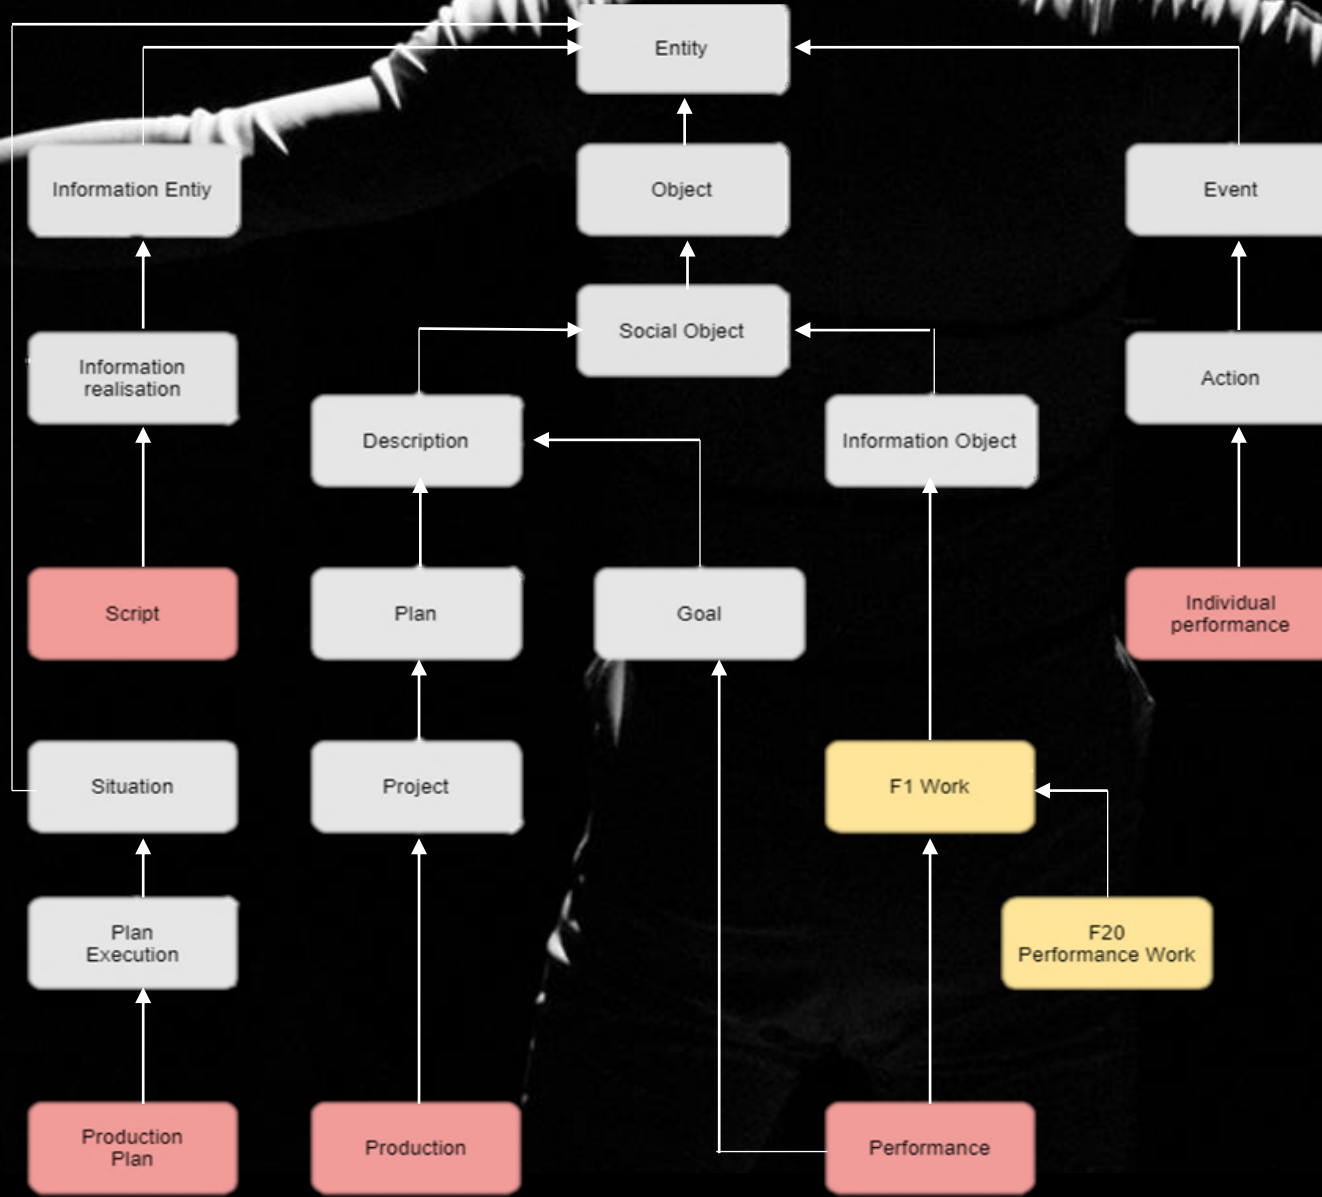 Entity
Information Entiy
Object
Event
Social Object
Information
realisation
Action
Description
Information Object
Script
Plan
Goal
Individual
performance
Situation
Project
F1 Work
Plan
Execution
F20
Performance Work
Production
Plan
Production
Performance